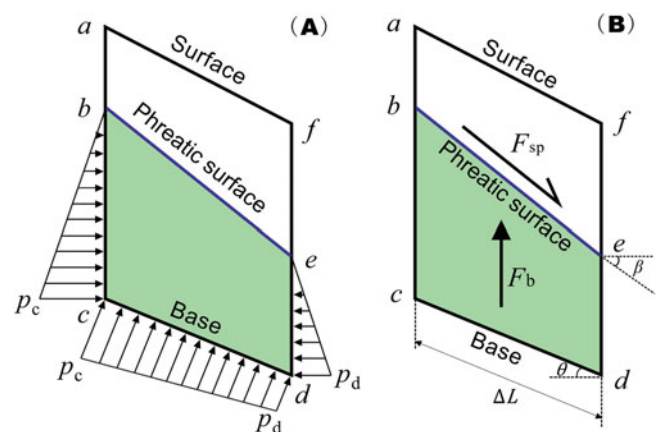 (A)
a
Surface
b
f
Phreatic surface
e
p_c
c
Base
p_c
p_d
d
p_d
(B)
a
Surface
b
f
F_sp
Phreatic surface
e
β
F_b
c
Base
θ
d
ΔL